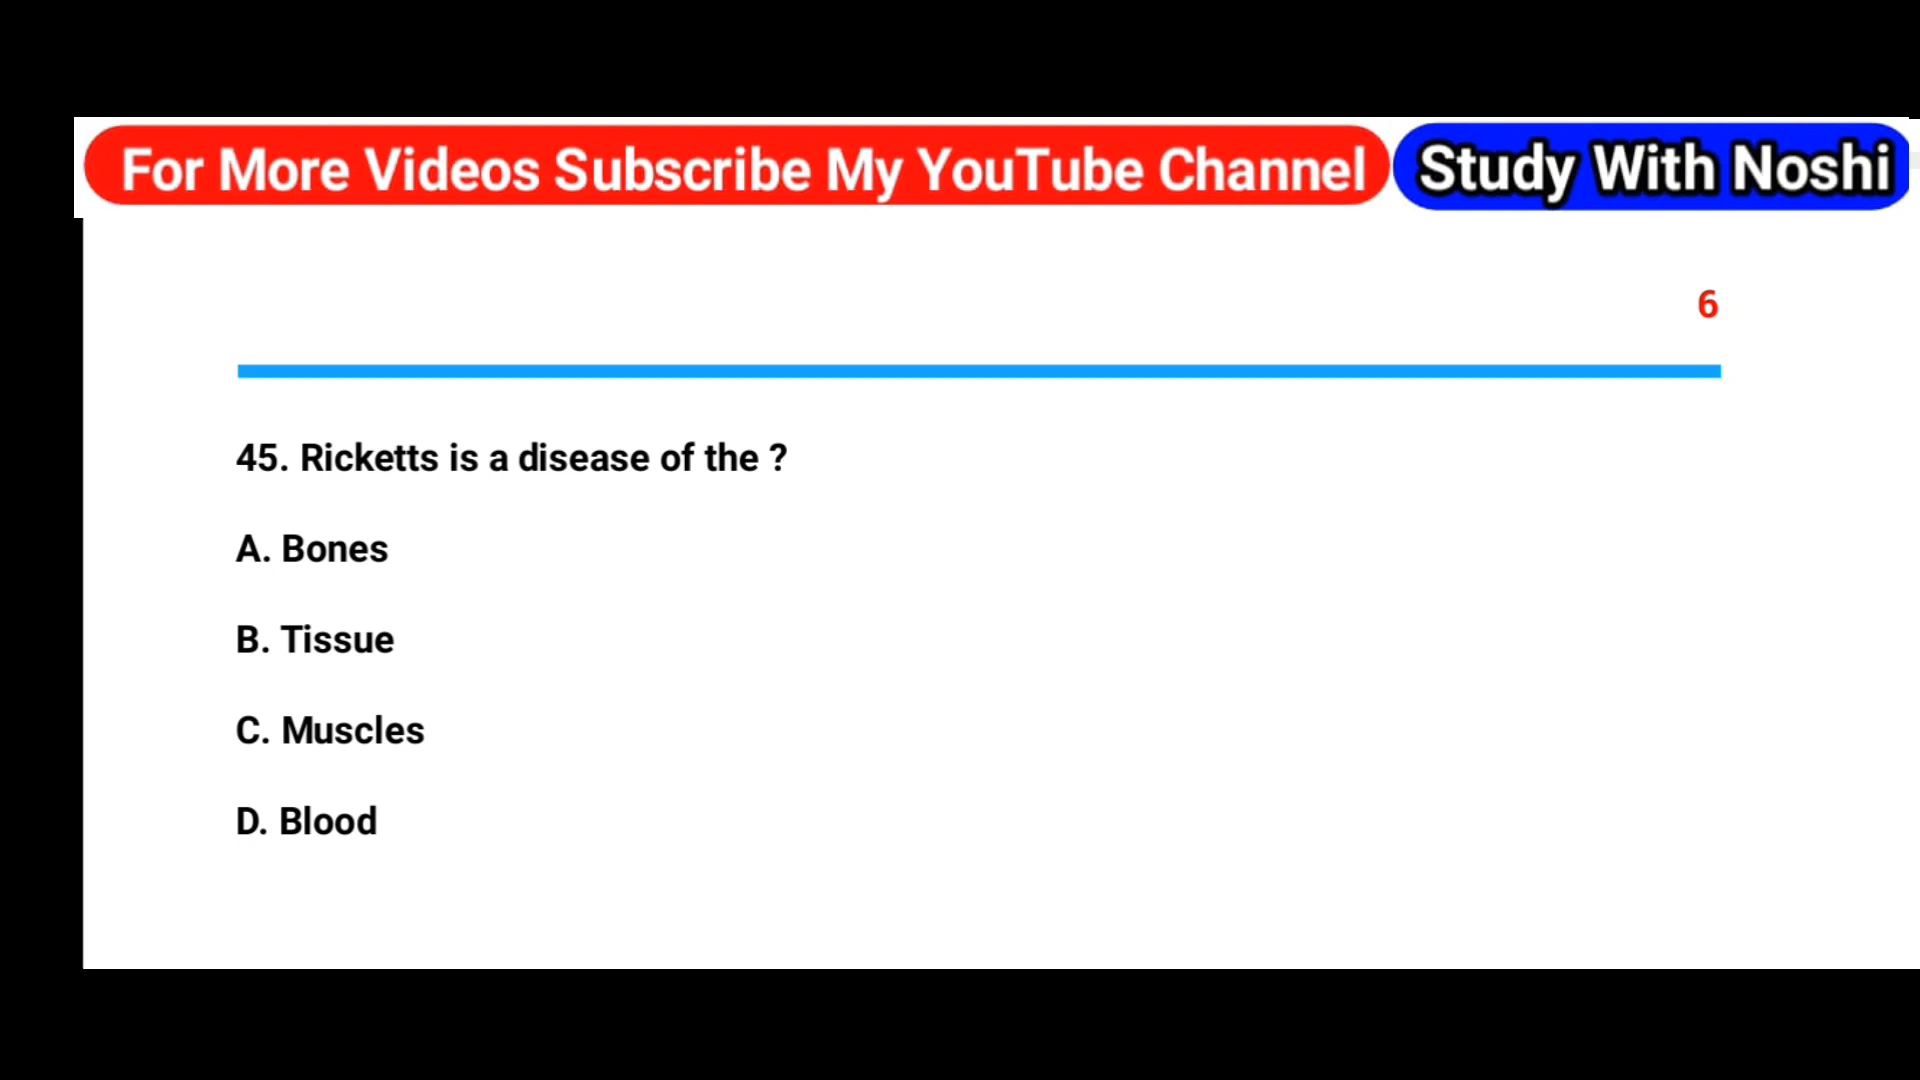 For More Videos Subscribe My YouTube Channel Study With Noshi
6
45. Ricketts is a disease of the ?
A. Bones
B. Tissue
C. Muscles
D. Blood